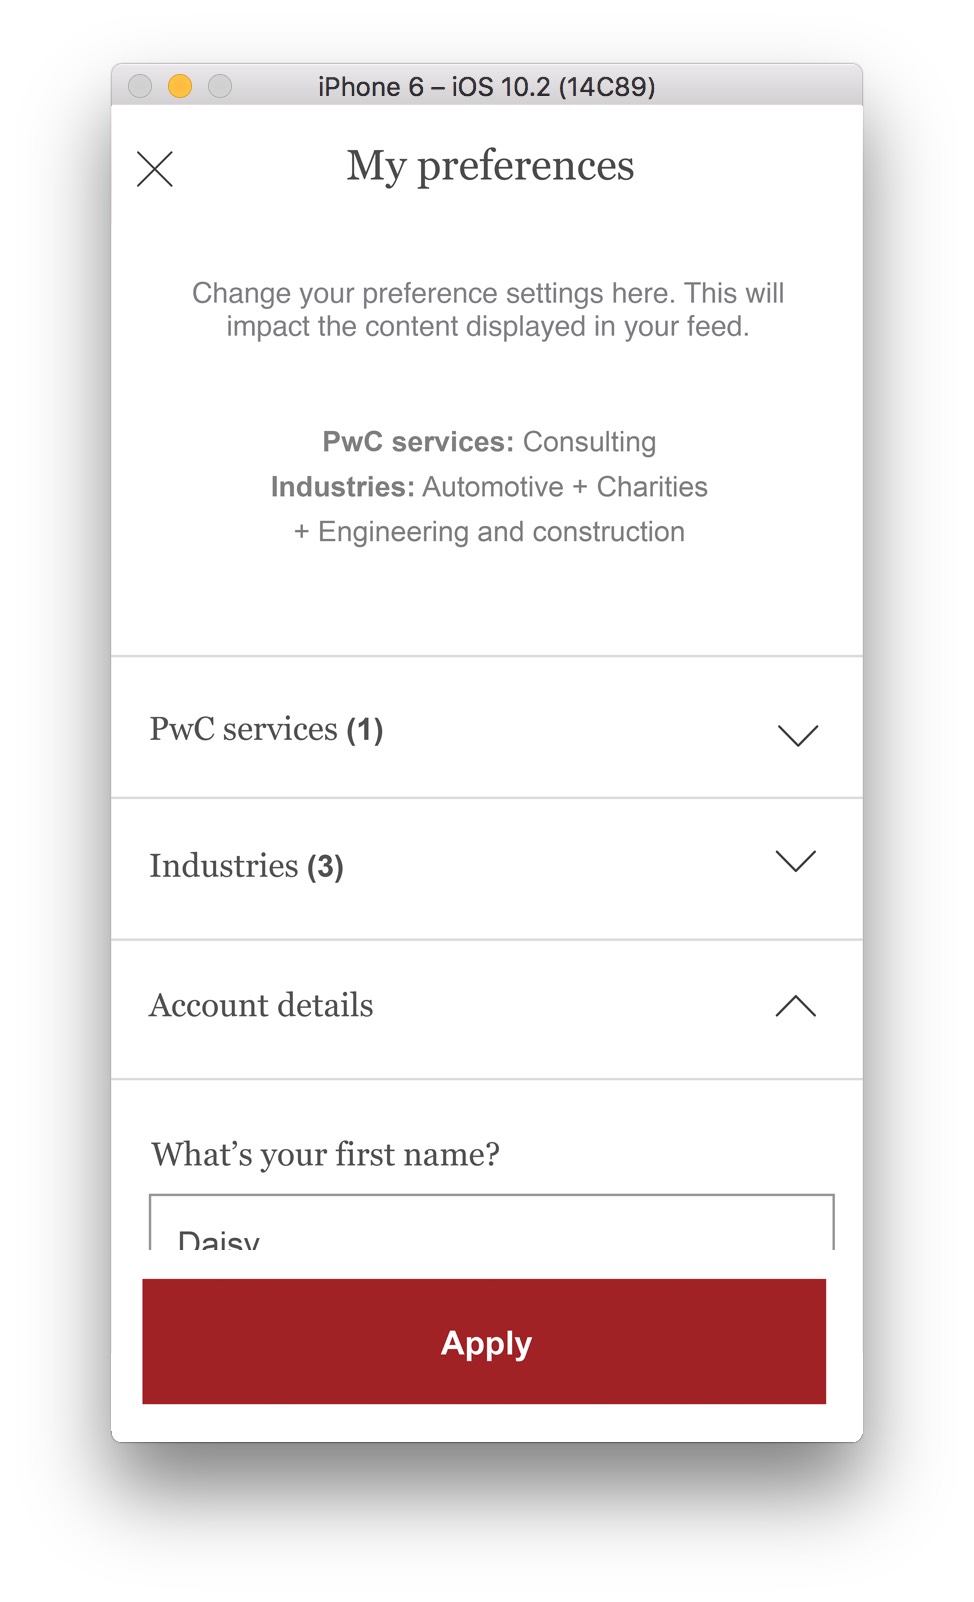 iPhone 6 – iOS 10.2 (14C89)
My preferences
Change your preference settings here. This will
impact the content displayed in your feed.
PwC services: Consulting
Industries: Automotive + Charities
+ Engineering and construction
PwC services (1)
Industries (3)
Account details
What’s your first name?
Daisy
Apply